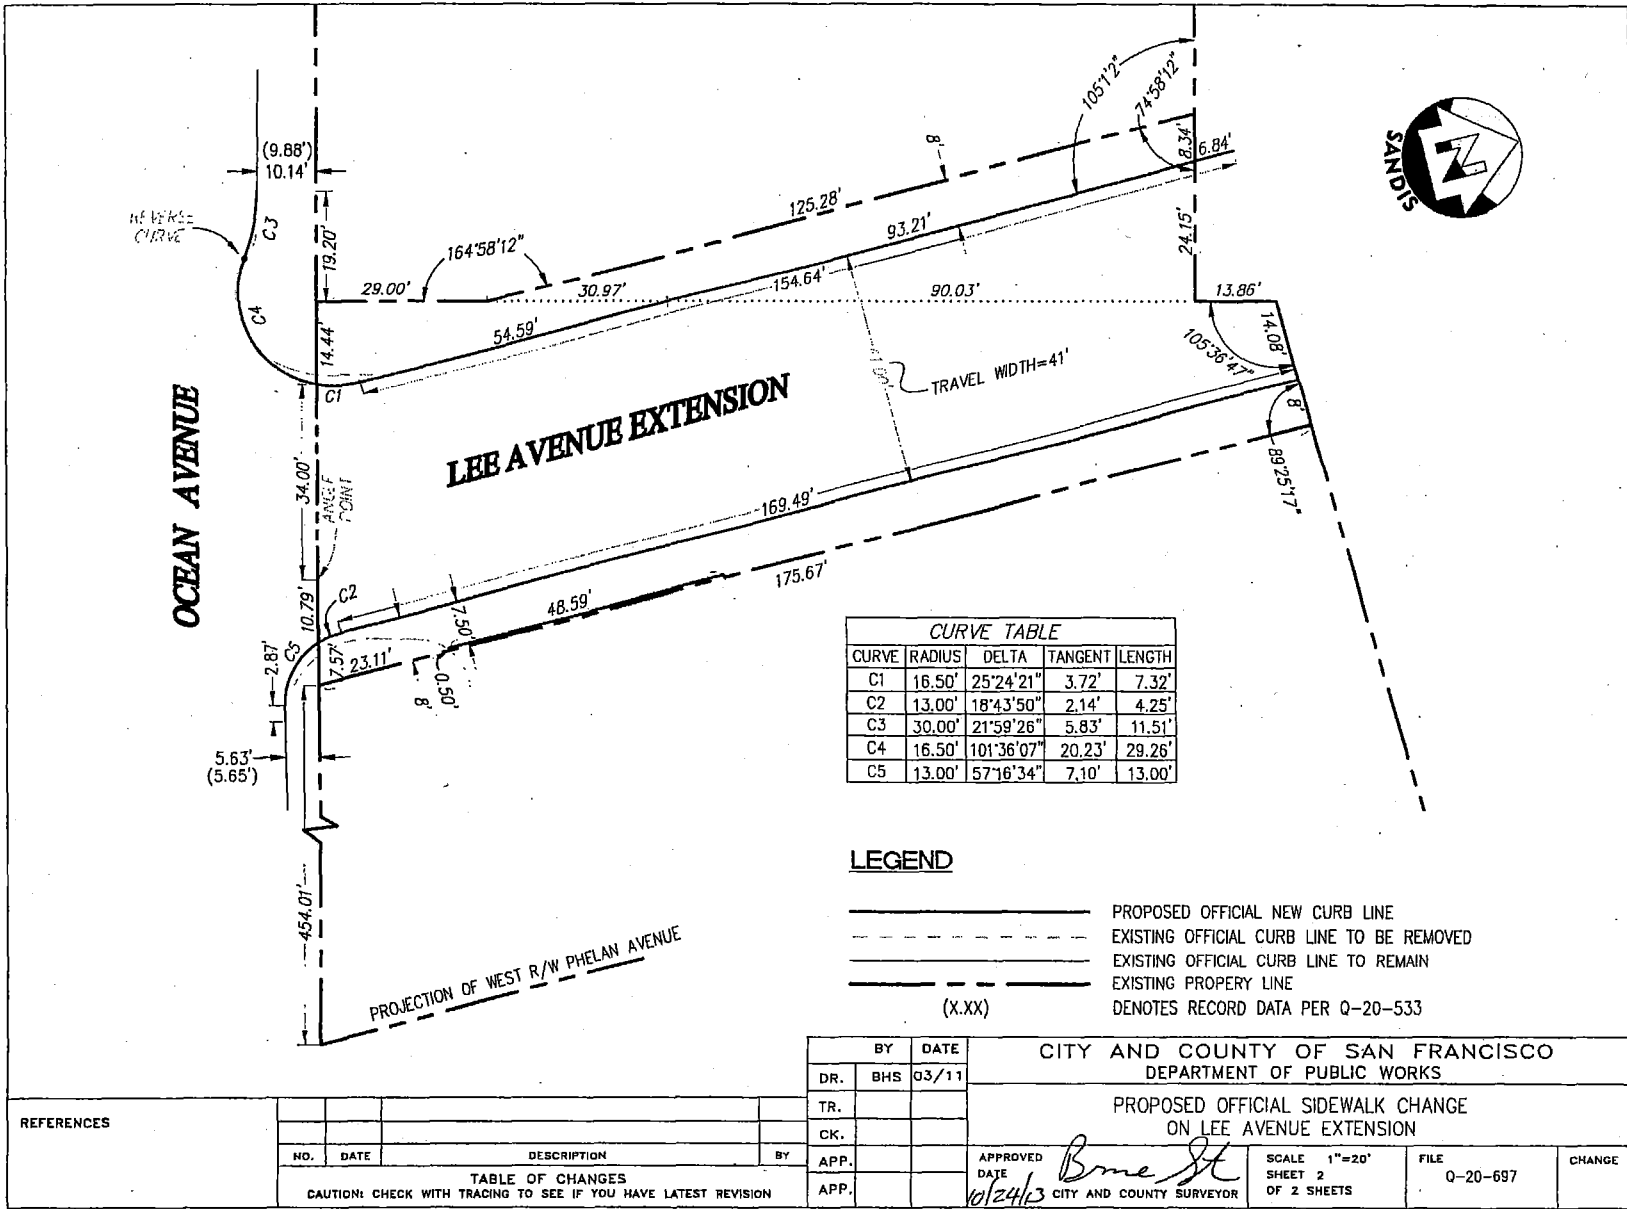 (9.88')
10.14'
REVERSE
CURVE
C3
C4
19.20'
29.00'
164°58'12"
125.28'
8'
105°1'2"
74°58'12"
8.34'
6.84'
24.15'
93.21'
154.64'
30.97'
90.03'
13.86'
54.59'
14.44'
C1
14.08'
105°36'47"
TRAVEL WIDTH=41'
LEE AVENUE EXTENSION
OCEAN AVENUE
34.00'
ANGLE
POINT
8'
89°25'17"
169.49'
175.67'
10.79'
C2
C5
2.87'
7.57'
23.11'
7.50'
48.59'
0.50'
8'
5.63'
(5.65')
454.01'
PROJECTION OF WEST R/W PHELAN AVENUE
SANDIS
CURVE TABLE
CURVE RADIUS DELTA TANGENT LENGTH
C1 16.50' 25°24'21" 3.72' 7.32'
C2 13.00' 18°43'50" 2.14' 4.25'
C3 30.00' 21°59'26" 5.83' 11.51'
C4 16.50' 101°36'07" 20.23' 29.26'
C5 13.00' 57°16'34" 7.10' 13.00'
LEGEND
PROPOSED OFFICIAL NEW CURB LINE
EXISTING OFFICIAL CURB LINE TO BE REMOVED
EXISTING OFFICIAL CURB LINE TO REMAIN
EXISTING PROPERY LINE
(X.XX) DENOTES RECORD DATA PER Q-20-533
REFERENCES
NO. DATE DESCRIPTION BY
TABLE OF CHANGES
CAUTION: CHECK WITH TRACING TO SEE IF YOU HAVE LATEST REVISION
BY DATE
DR. BHS 03/11
TR.
CK.
APP.
APP.
CITY AND COUNTY OF SAN FRANCISCO
DEPARTMENT OF PUBLIC WORKS
PROPOSED OFFICIAL SIDEWALK CHANGE
ON LEE AVENUE EXTENSION
APPROVED
DATE
10/24/13 CITY AND COUNTY SURVEYOR
SCALE 1"=20'
SHEET 2
OF 2 SHEETS
FILE
Q-20-697
CHANGE